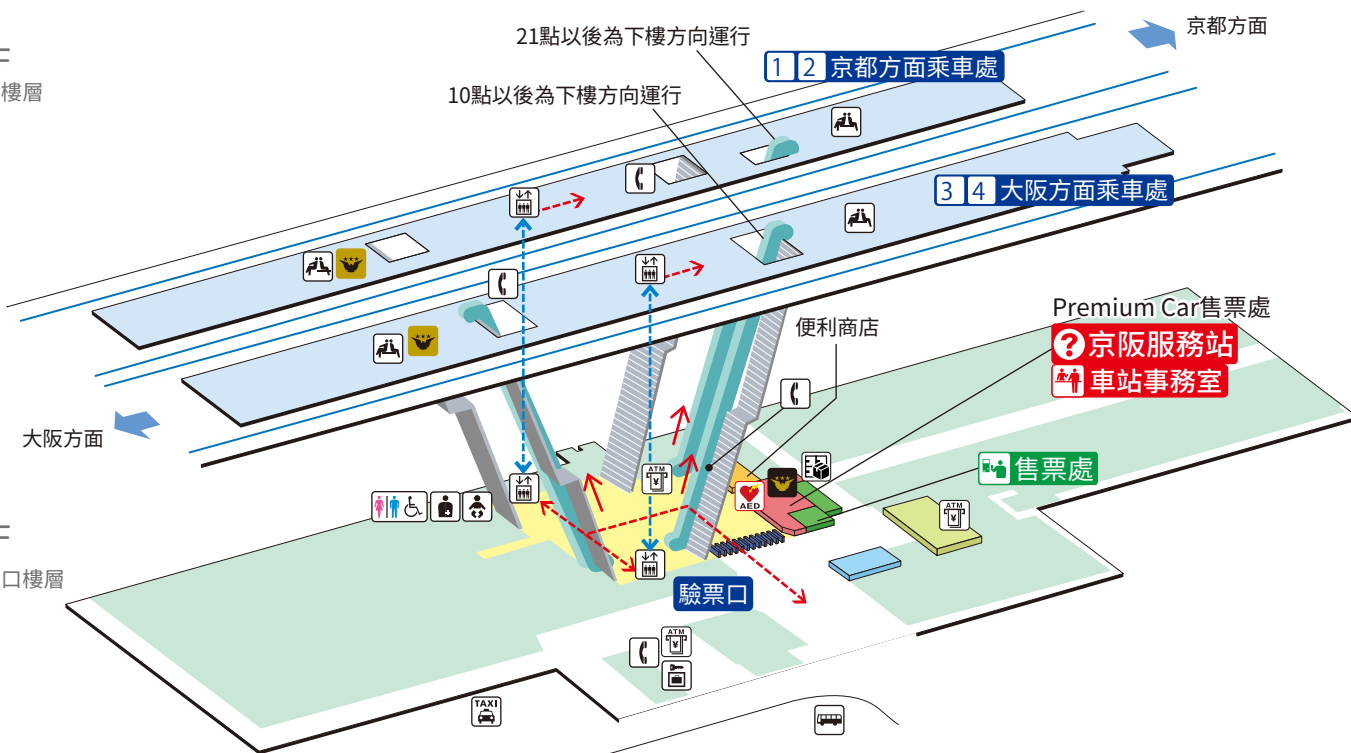 京都方面
21點以後為下樓方向運行
1 2 京都方面乘車處
樓層
10點以後為下樓方向運行
3 4 大阪方面乘車處
Premium Car售票處
便利商店
? 京阪服務站
車站事務室
大阪方面
售票處
ATM
¥
AED
ATM
¥
口樓層
驗票口
ATM
¥
TAXI